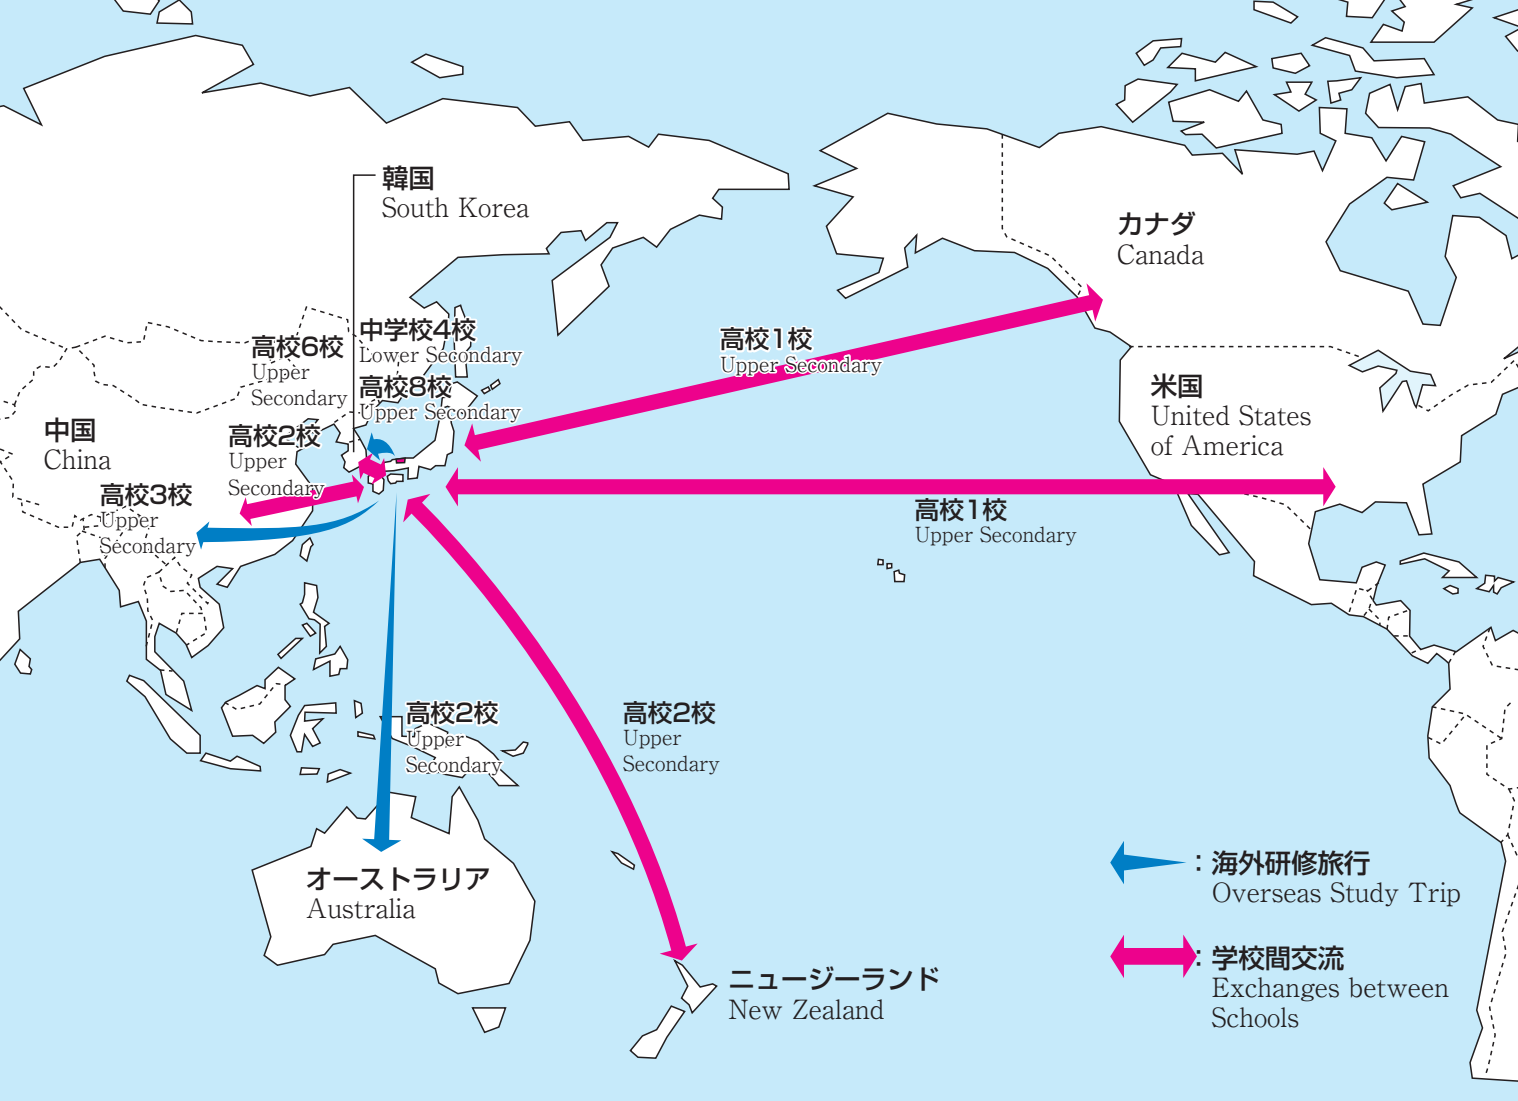 韓国
South Korea
カナダ
Canada
高校6校
Upper
Secondary
中学校4校
Lower Secondary
高校8校
Upper Secondary
高校1校
Upper Secondary
米国
United States
of America
中国
China
高校2校
Upper
Secondary
高校3校
Upper
Secondary
高校1校
Upper Secondary
高校2校
Upper
Secondary
高校2校
Upper
Secondary
オーストラリア
Australia
ニュージーランド
New Zealand
：海外研修旅行
Overseas Study Trip
：学校間交流
Exchanges between
Schools